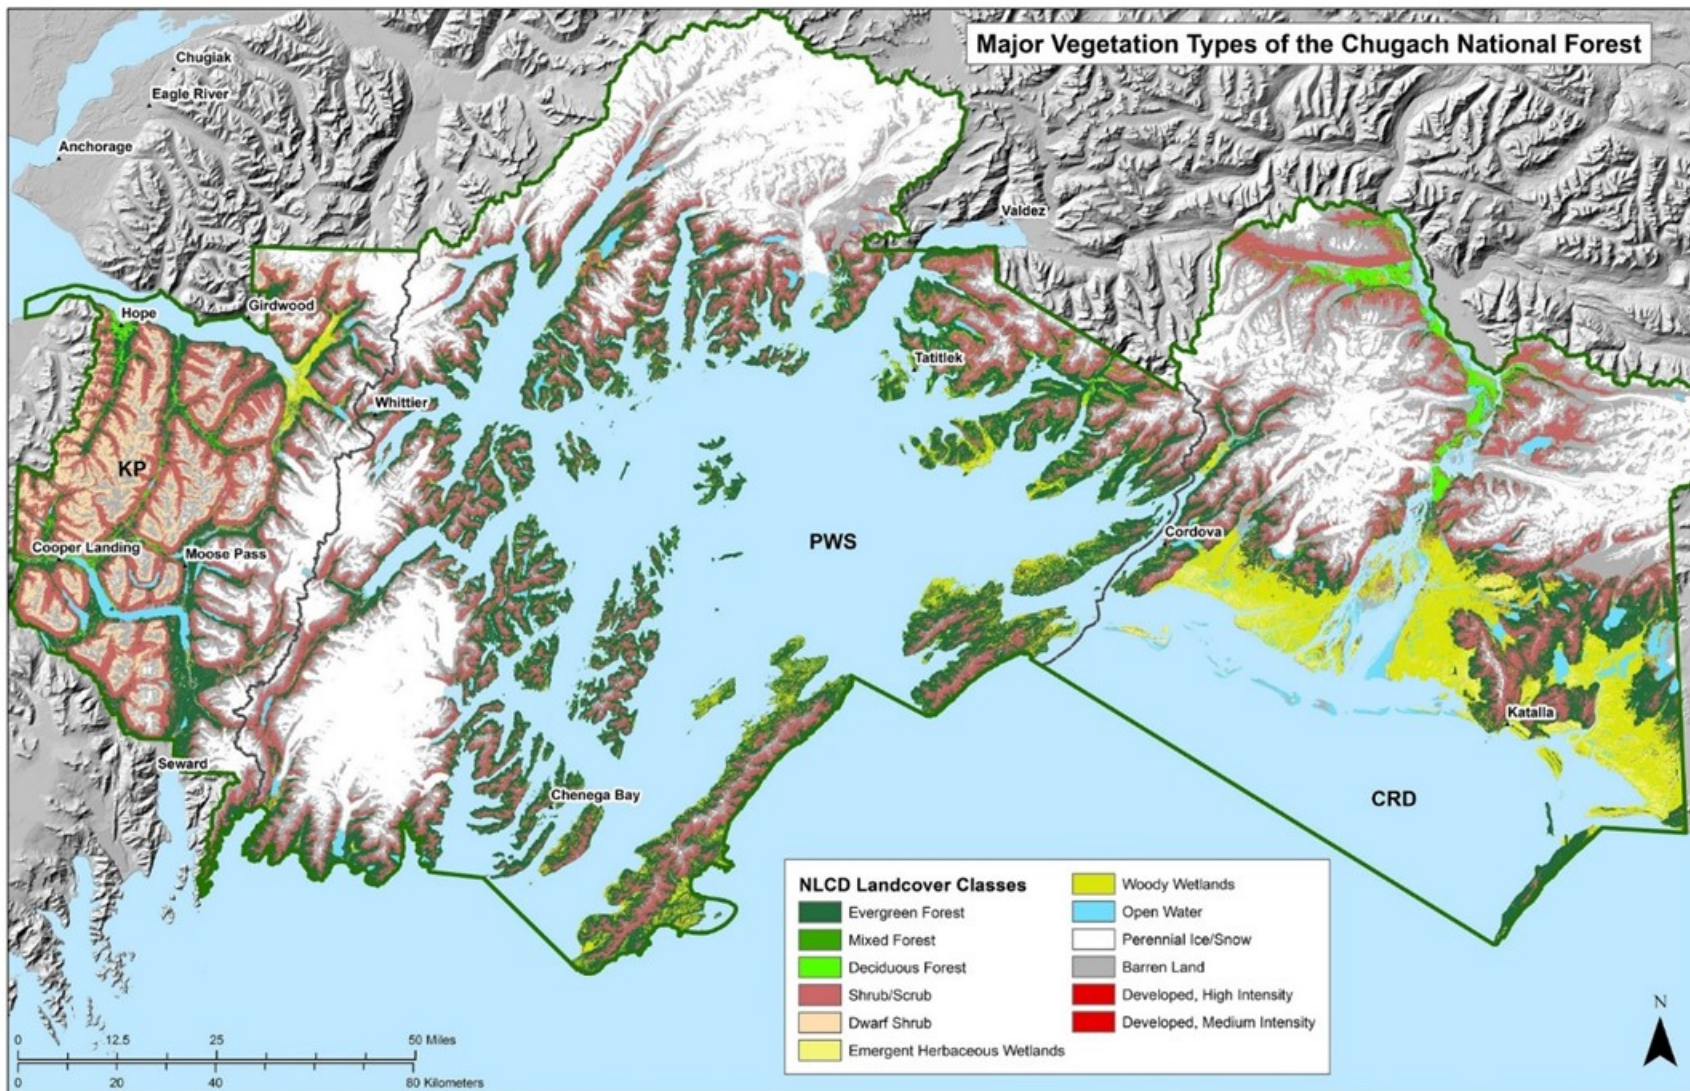 Major Vegetation Types of the Chugach National Forest
Chugiak
Eagle River
Anchorage
Valdez
Girdwood
Hope
Tatitlek
Whittier
KP
PWS
Cordova
Cooper Landing
Moose Pass
Katalla
Seward
Chenega Bay
CRD
NLCD Landcover Classes
Evergreen Forest
Mixed Forest
Deciduous Forest
Shrub/Scrub
Dwarf Shrub
Emergent Herbaceous Wetlands
Woody Wetlands
Open Water
Perennial Ice/Snow
Barren Land
Developed, High Intensity
Developed, Medium Intensity
N
0 12.5 25 50 Miles
0 20 40 80 Kilometers